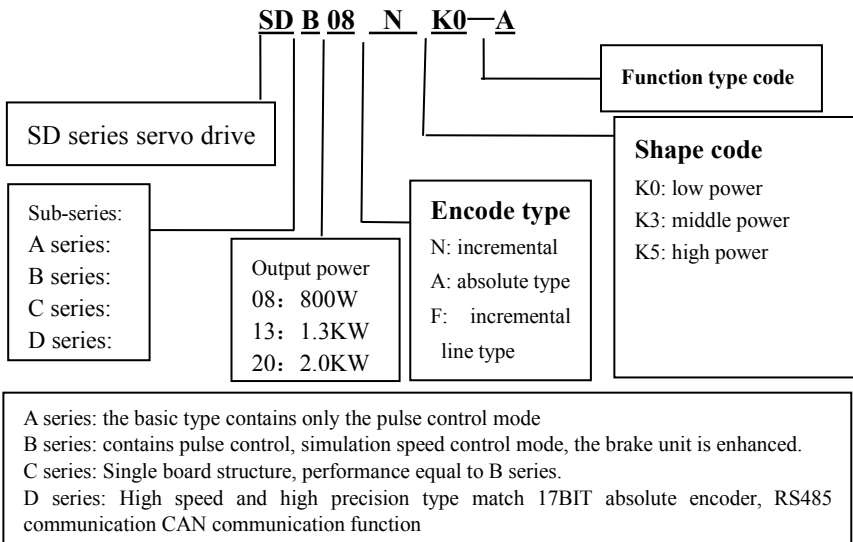 SD B 08 N K0—A
Function type code
SD series servo drive
Shape code
K0: low power
K3: middle power
K5: high power
Sub-series:
A series:
B series:
C series:
D series:
Output power
08：800W
13：1.3KW
20：2.0KW
Encode type
N: incremental
A: absolute type
F: incremental
line type
A series: the basic type contains only the pulse control mode
B series: contains pulse control, simulation speed control mode, the brake unit is enhanced.
C series: Single board structure, performance equal to B series.
D series: High speed and high precision type match 17BIT absolute encoder, RS485
communication CAN communication function